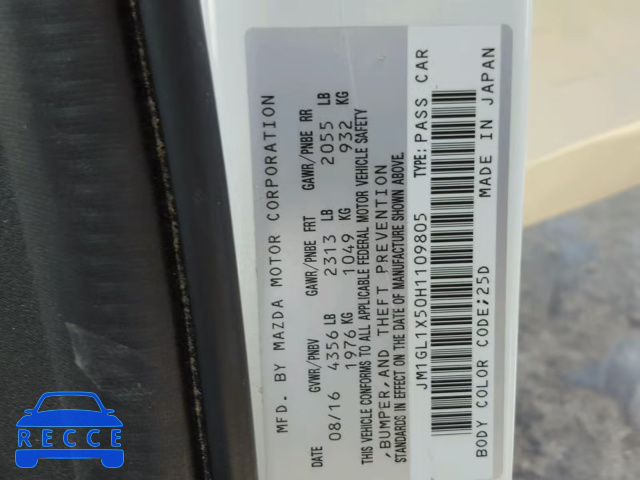 MFD. BY MAZDA MOTOR CORPORATION
DATE GVWR/PNBV GAWR/PNBE FRT GAWR/PNBE RR
08/16 4356 LB 2313 LB 2055 LB
1976 KG 1049 KG 932 KG
THIS VEHICLE CONFORMS TO ALL APPLICABLE FEDERAL MOTOR VEHICLE SAFETY
,BUMPER,AND THEFT PREVENTION
STANDARDS IN EFFECT ON THE DATE OF MANUFACTURE SHOWN ABOVE.
JM1GL1X50H1109805 TYPE: PASS CAR
BODY COLOR CODE;25D MADE IN JAPAN
RECCE